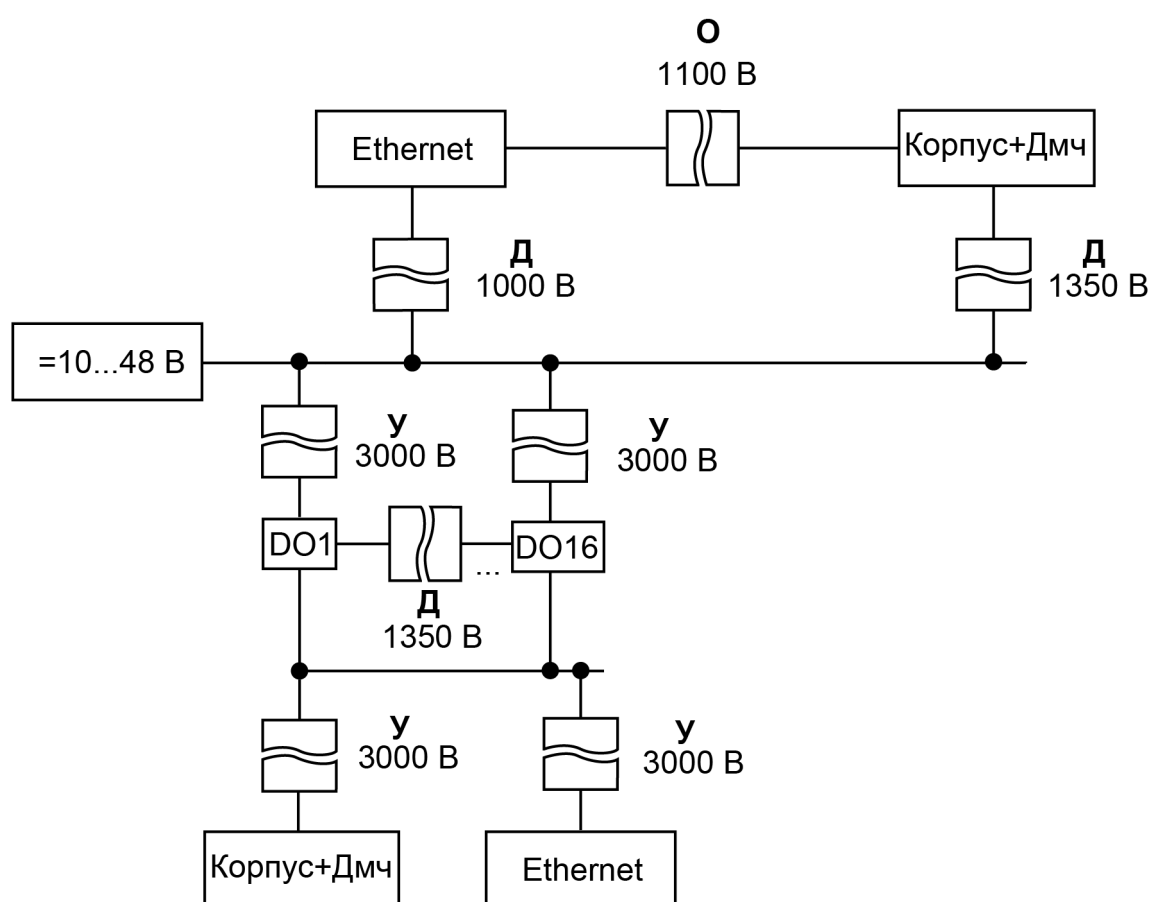 О
1100 В
Ethernet
Корпус+Дмч
Д
1000 В
Д
1350 В
=10...48 В
У
3000 В
У
3000 В
DO1
...
DO16
Д
1350 В
У
3000 В
У
3000 В
Корпус+Дмч
Ethernet